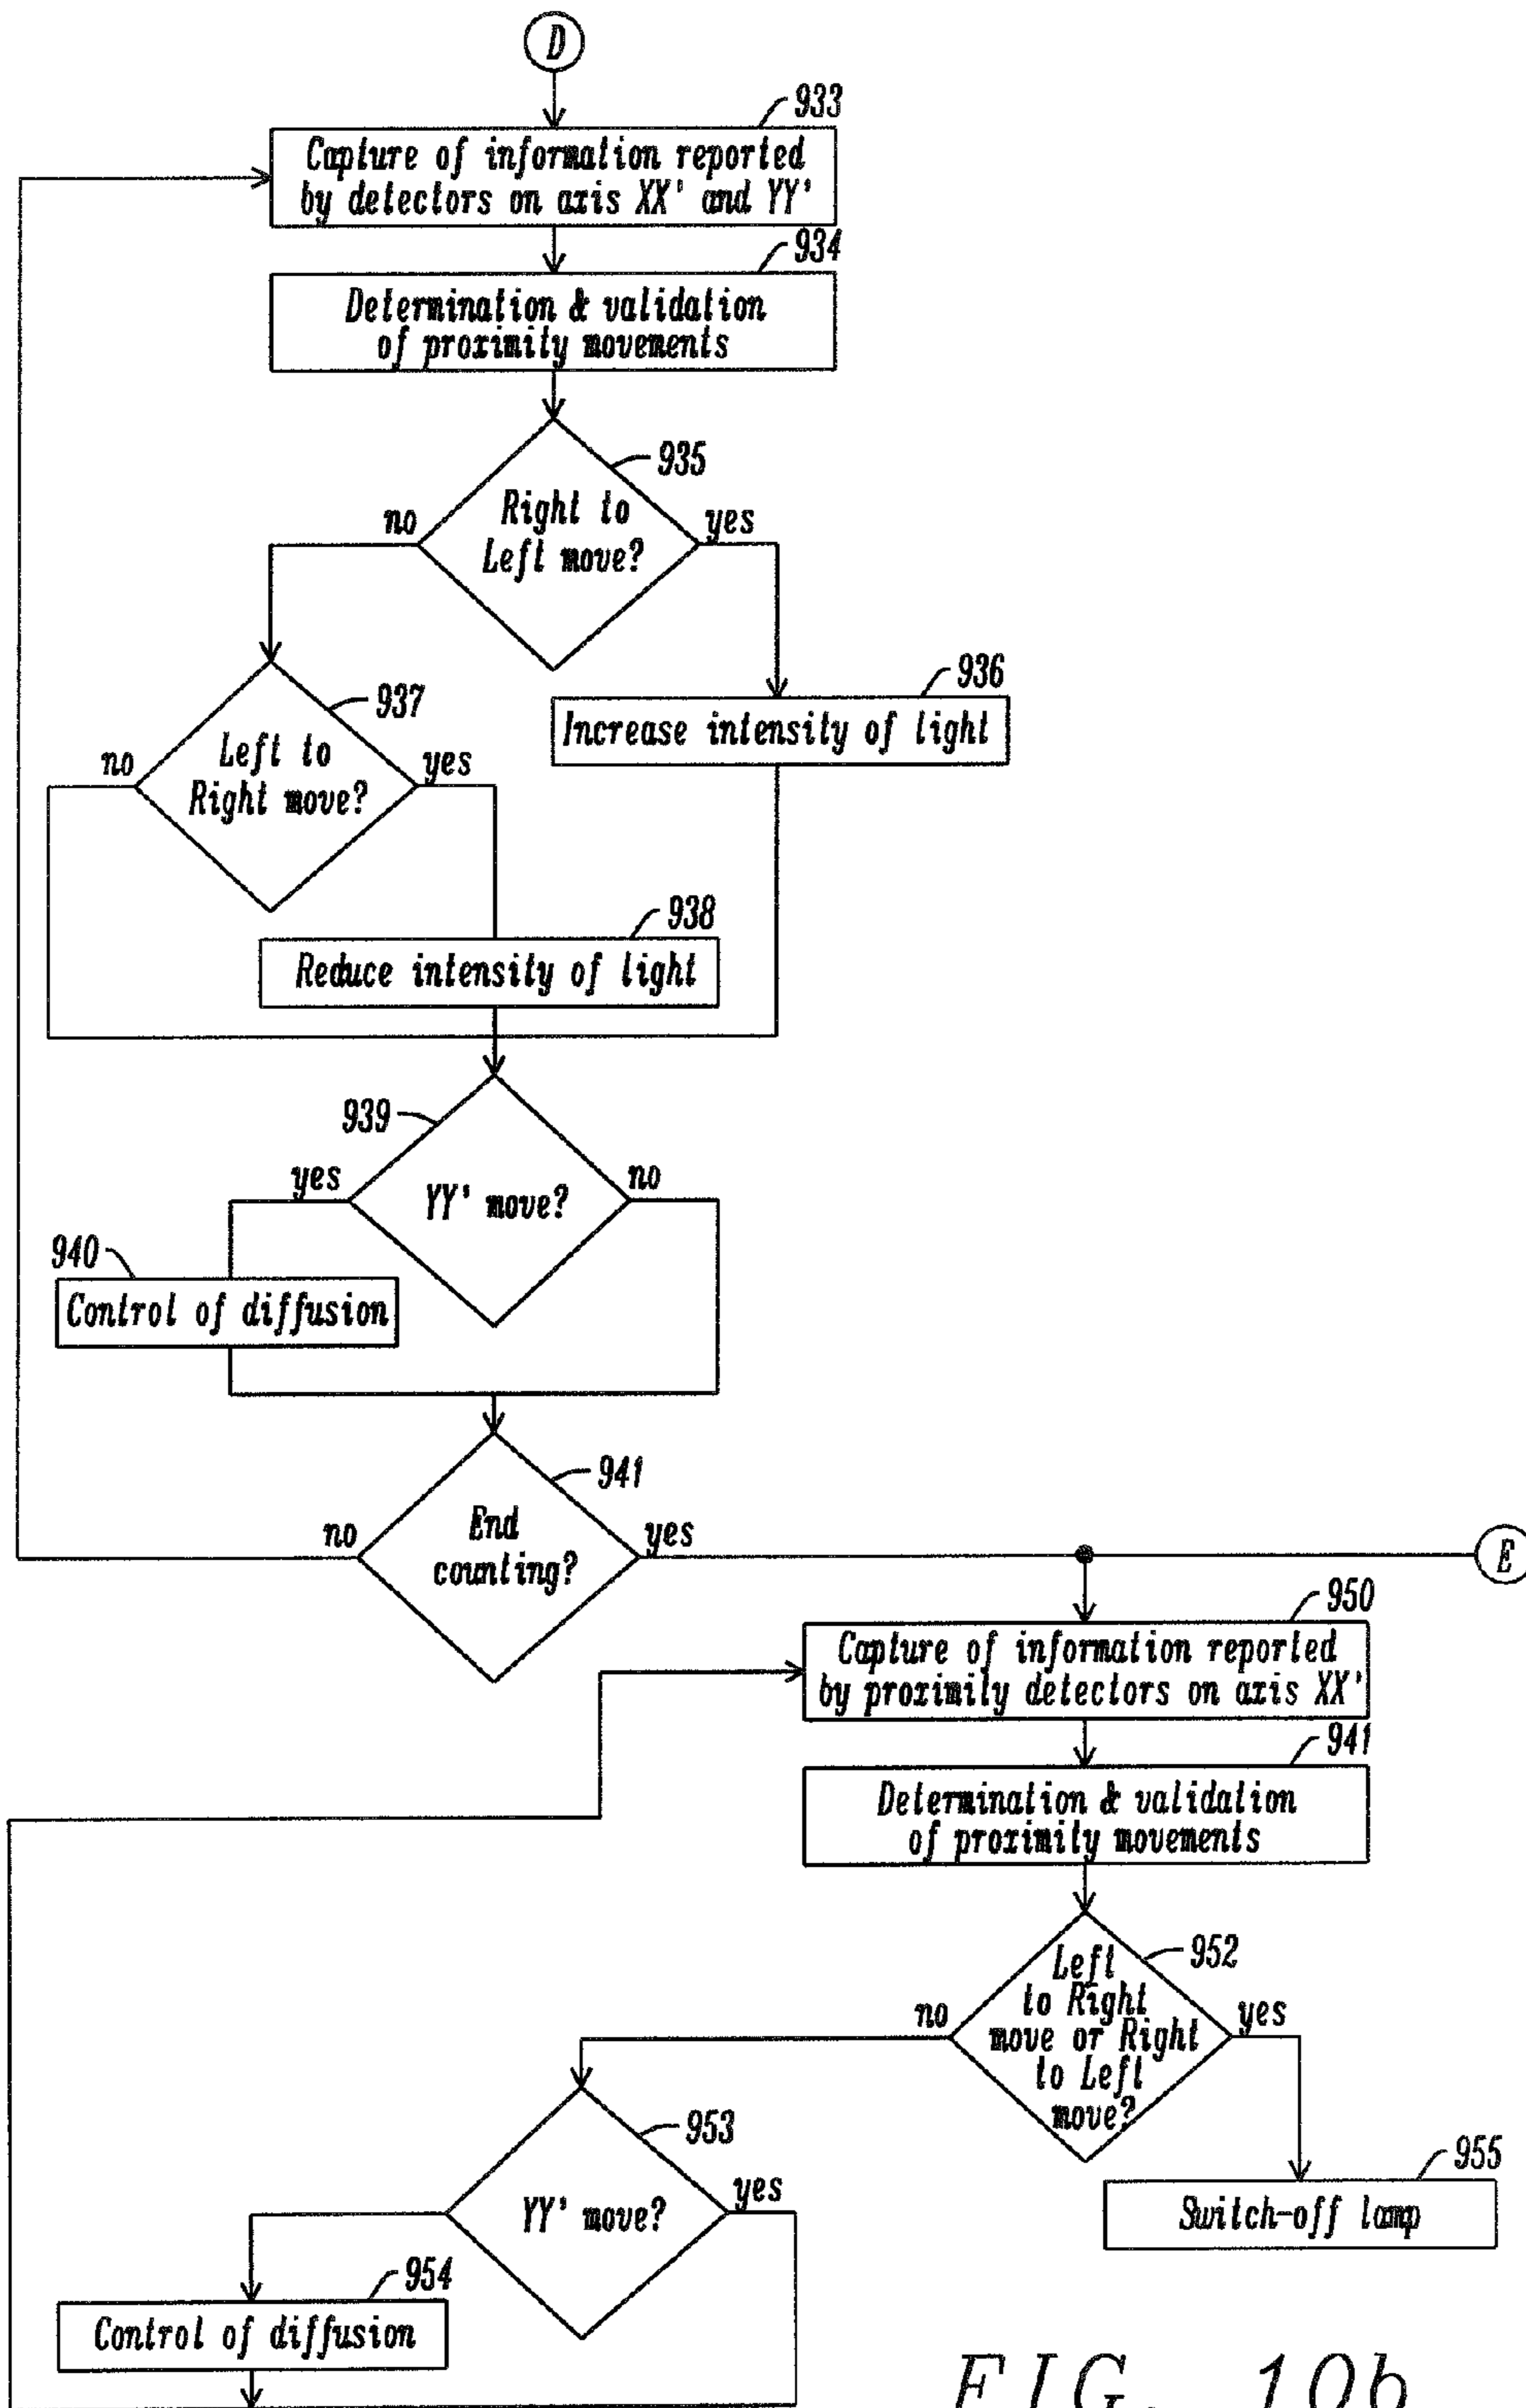 D
933
Capture of information reported
by detectors on axis XX' and YY'
934
Determination & validation
of proximity movements
935
Right to
Left move?
no
yes
936
Increase intensity of light
937
Left to
Right move?
no
yes
938
Reduce intensity of light
939
YY' move?
yes
no
940
Control of diffusion
941
End
counting?
no
yes
E
950
Capture of information reported
by proximity detectors on axis XX'
941
Determination & validation
of proximity movements
952
Left
to Right
move or Right
to Left
move?
no
yes
953
YY' move?
yes
955
Switch-off lamp
954
Control of diffusion
FIG. 10b